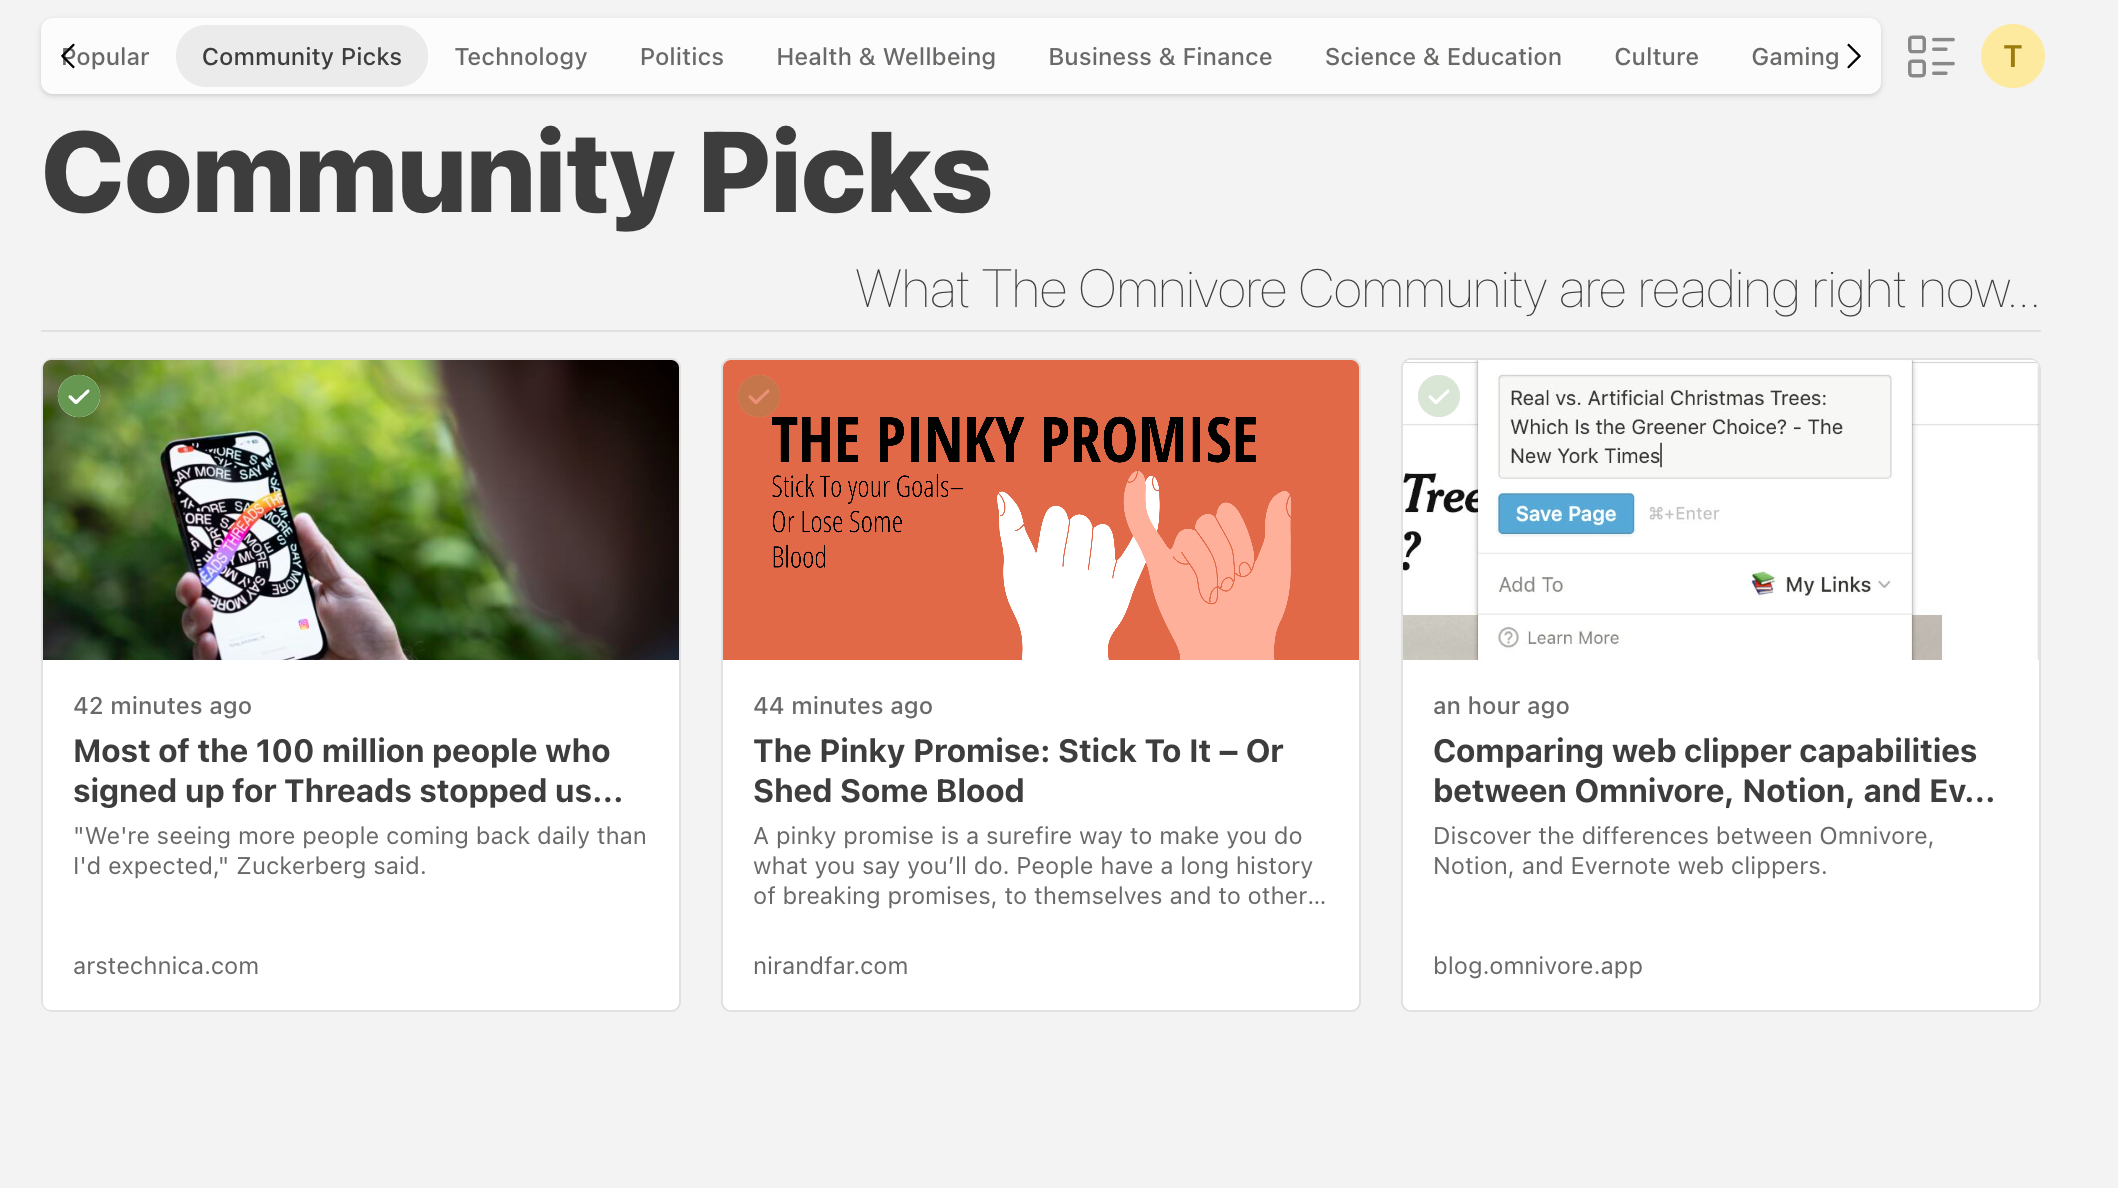 Popular Community Picks Technology Politics Health & Wellbeing Business & Finance Science & Education Culture Gaming T
Community Picks
What The Omnivore Community are reading right now...
SAY MORE
THREADS
42 minutes ago
Most of the 100 million people who
signed up for Threads stopped us...
"We're seeing more people coming back daily than
I'd expected," Zuckerberg said.
arstechnica.com
THE PINKY PROMISE
Stick To your Goals–
Or Lose Some
Blood
44 minutes ago
The Pinky Promise: Stick To It – Or
Shed Some Blood
A pinky promise is a surefire way to make you do
what you say you’ll do. People have a long history
of breaking promises, to themselves and to other...
nirandfar.com
Real vs. Artificial Christmas Trees:
Which Is the Greener Choice? - The
New York Times
Tree
?
Save Page ⌘+Enter
Add To My Links
Learn More
an hour ago
Comparing web clipper capabilities
between Omnivore, Notion, and Ev...
Discover the differences between Omnivore,
Notion, and Evernote web clippers.
blog.omnivore.app